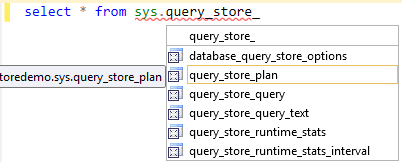 select * from sys.query_store_
query_store_
database_query_store_options
toredemo.sys.query_store_plan
query_store_plan
query_store_query
query_store_query_text
query_store_runtime_stats
query_store_runtime_stats_interval